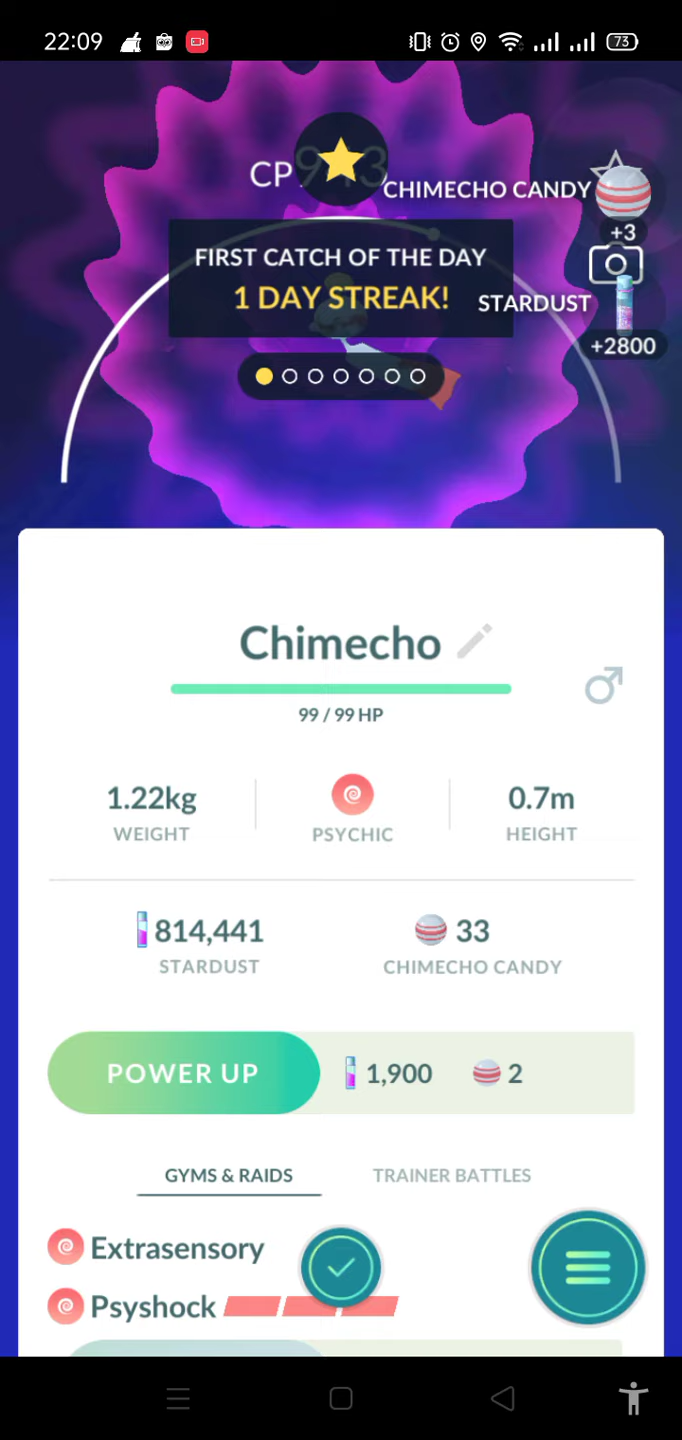 22:09
73
CP
CHIMECHO CANDY
+3
FIRST CATCH OF THE DAY
1 DAY STREAK!
STARDUST
+2800
Chimecho
99 / 99 HP
1.22kg
WEIGHT
PSYCHIC
0.7m
HEIGHT
814,441
STARDUST
33
CHIMECHO CANDY
POWER UP
1,900
2
GYMS & RAIDS
TRAINER BATTLES
Extrasensory
Psyshock